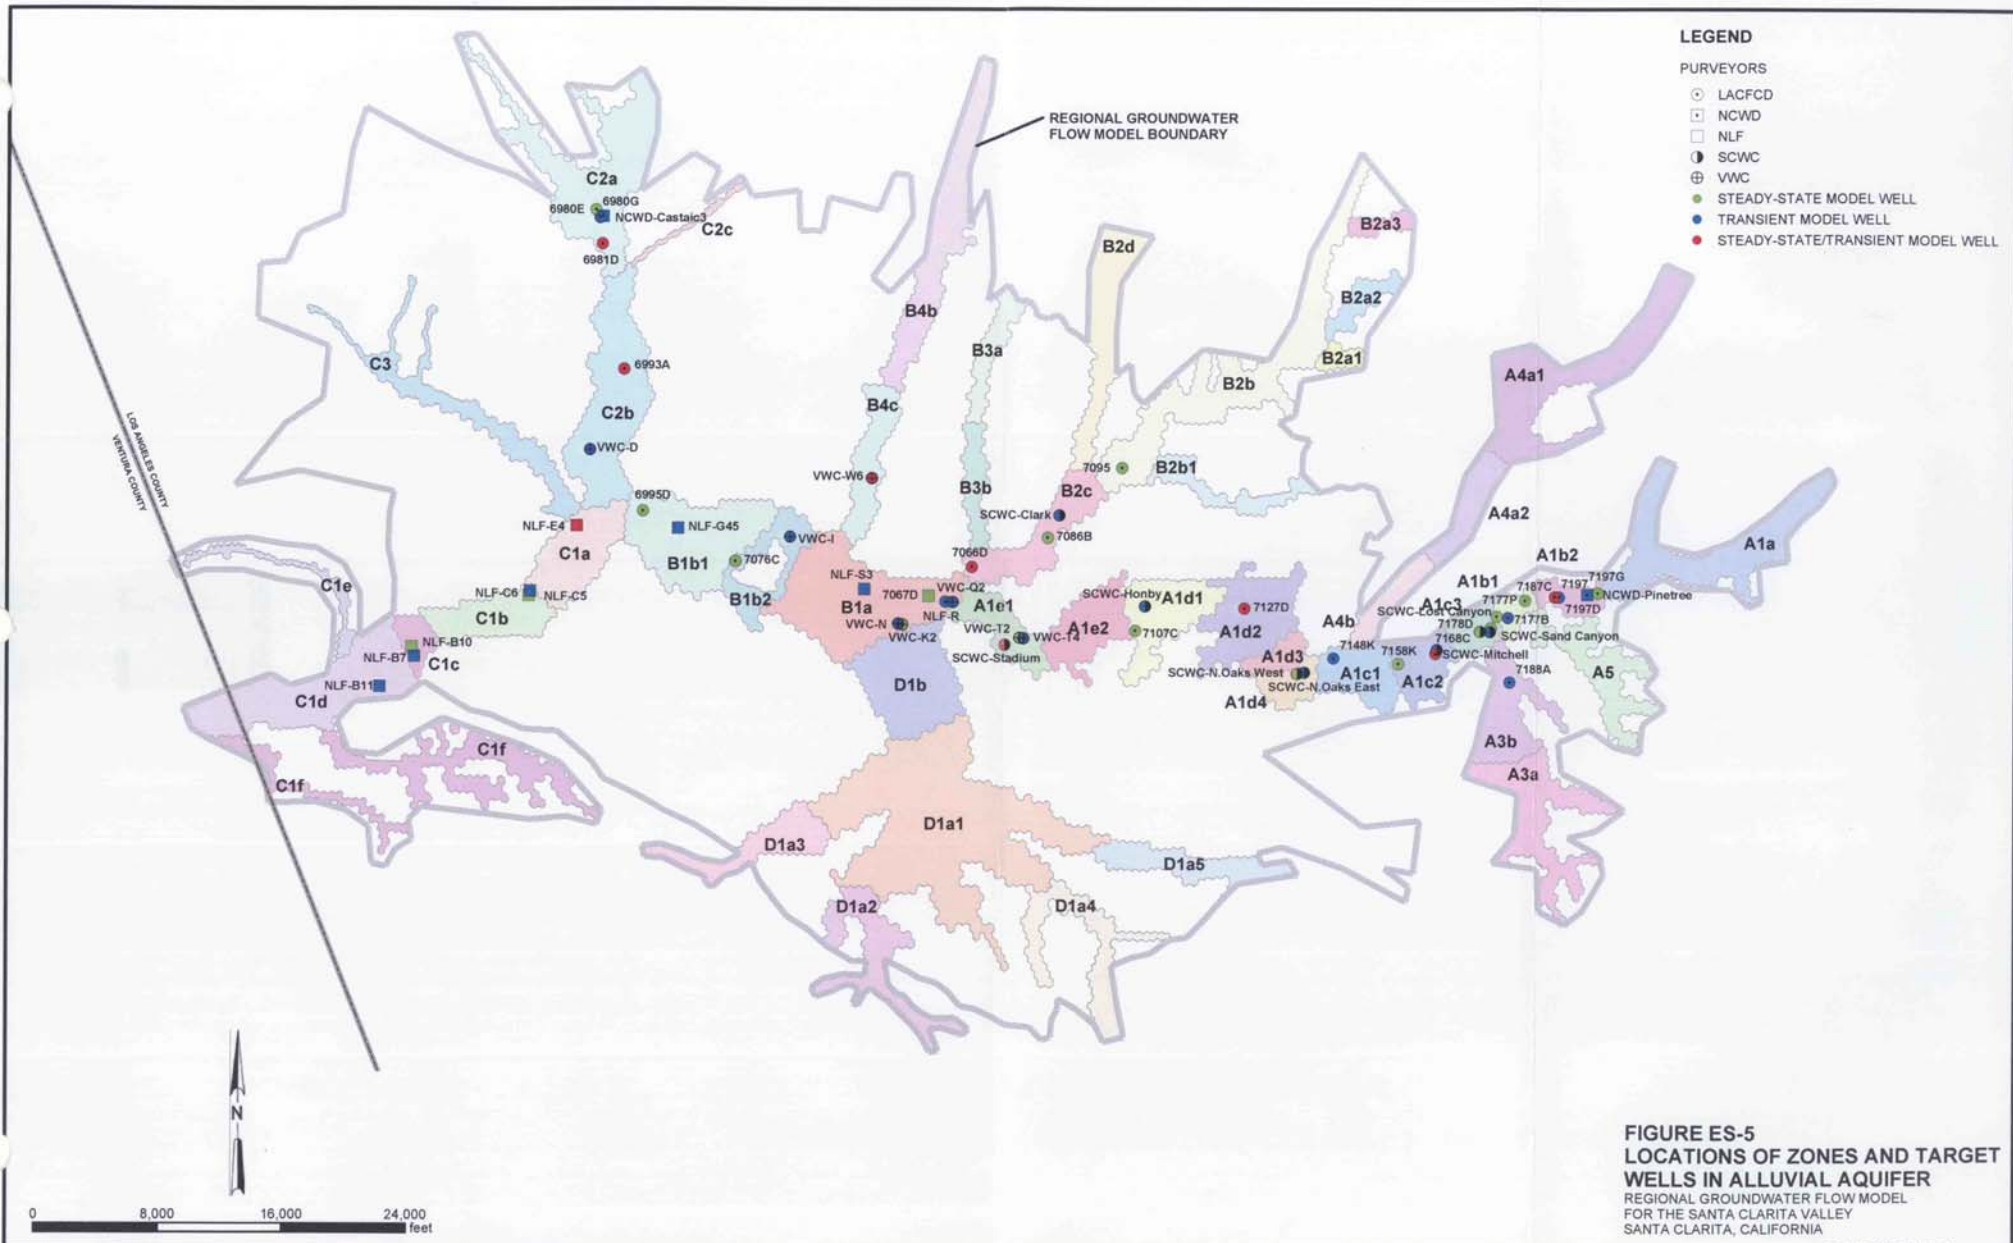 LEGEND
PURVEYORS
LACFCD
NCWD
NLF
SCWC
VWC
STEADY-STATE MODEL WELL
TRANSIENT MODEL WELL
STEADY-STATE/TRANSIENT MODEL WELL
REGIONAL GROUNDWATER
FLOW MODEL BOUNDARY
C2a
6980E
6980G
NCWD-Castaic3
C2c
6981D
B2d
B2a3
B2a2
B2a1
B4b
B3a
C3
6993A
C2b
B4c
B2b
A4a1
LOS ANGELES COUNTY
VENTURA COUNTY
VWC-D
VWC-W6
7095
B2b1
B3b
B2c
6995D
SCWC-Clark
A4a2
NLF-E4
NLF-G45
VWC-I
7086B
C1a
7066D
A1b2
A1a
B1b1
7076C
C1e
NLF-S3
7067D
VWC-Q2
SCWC-Honby
A1d1
A1b1
7187C
7197
7197G
NCWD-Pinetree
NLF-C6
NLF-C5
B1b2
B1a
NLF-R
A1e1
7127D
A1c3
7177P
7197D
SCWC-Lost Canyon
7177B
C1b
VWC-N
VWC-K2
VWC-T2
VWC-T4
A1e2
7107C
A1d2
A4b
7178D
SCWC-Sand Canyon
NLF-B10
NLF-B7
C1c
SCWC-Stadium
A1d3
7148K
7158K
7168C
SCWC-Mitchell
NLF-B11
D1b
SCWC-N.Oaks West
SCWC-N.Oaks East
A1c1
A1c2
7188A
A5
C1d
A1d4
A3b
C1f
A3a
C1f
D1a1
D1a3
D1a5
D1a2
D1a4
N
0
8,000
16,000
24,000
feet
FIGURE ES-5
LOCATIONS OF ZONES AND TARGET
WELLS IN ALLUVIAL AQUIFER
REGIONAL GROUNDWATER FLOW MODEL
FOR THE SANTA CLARITA VALLEY
SANTA CLARITA, CALIFORNIA